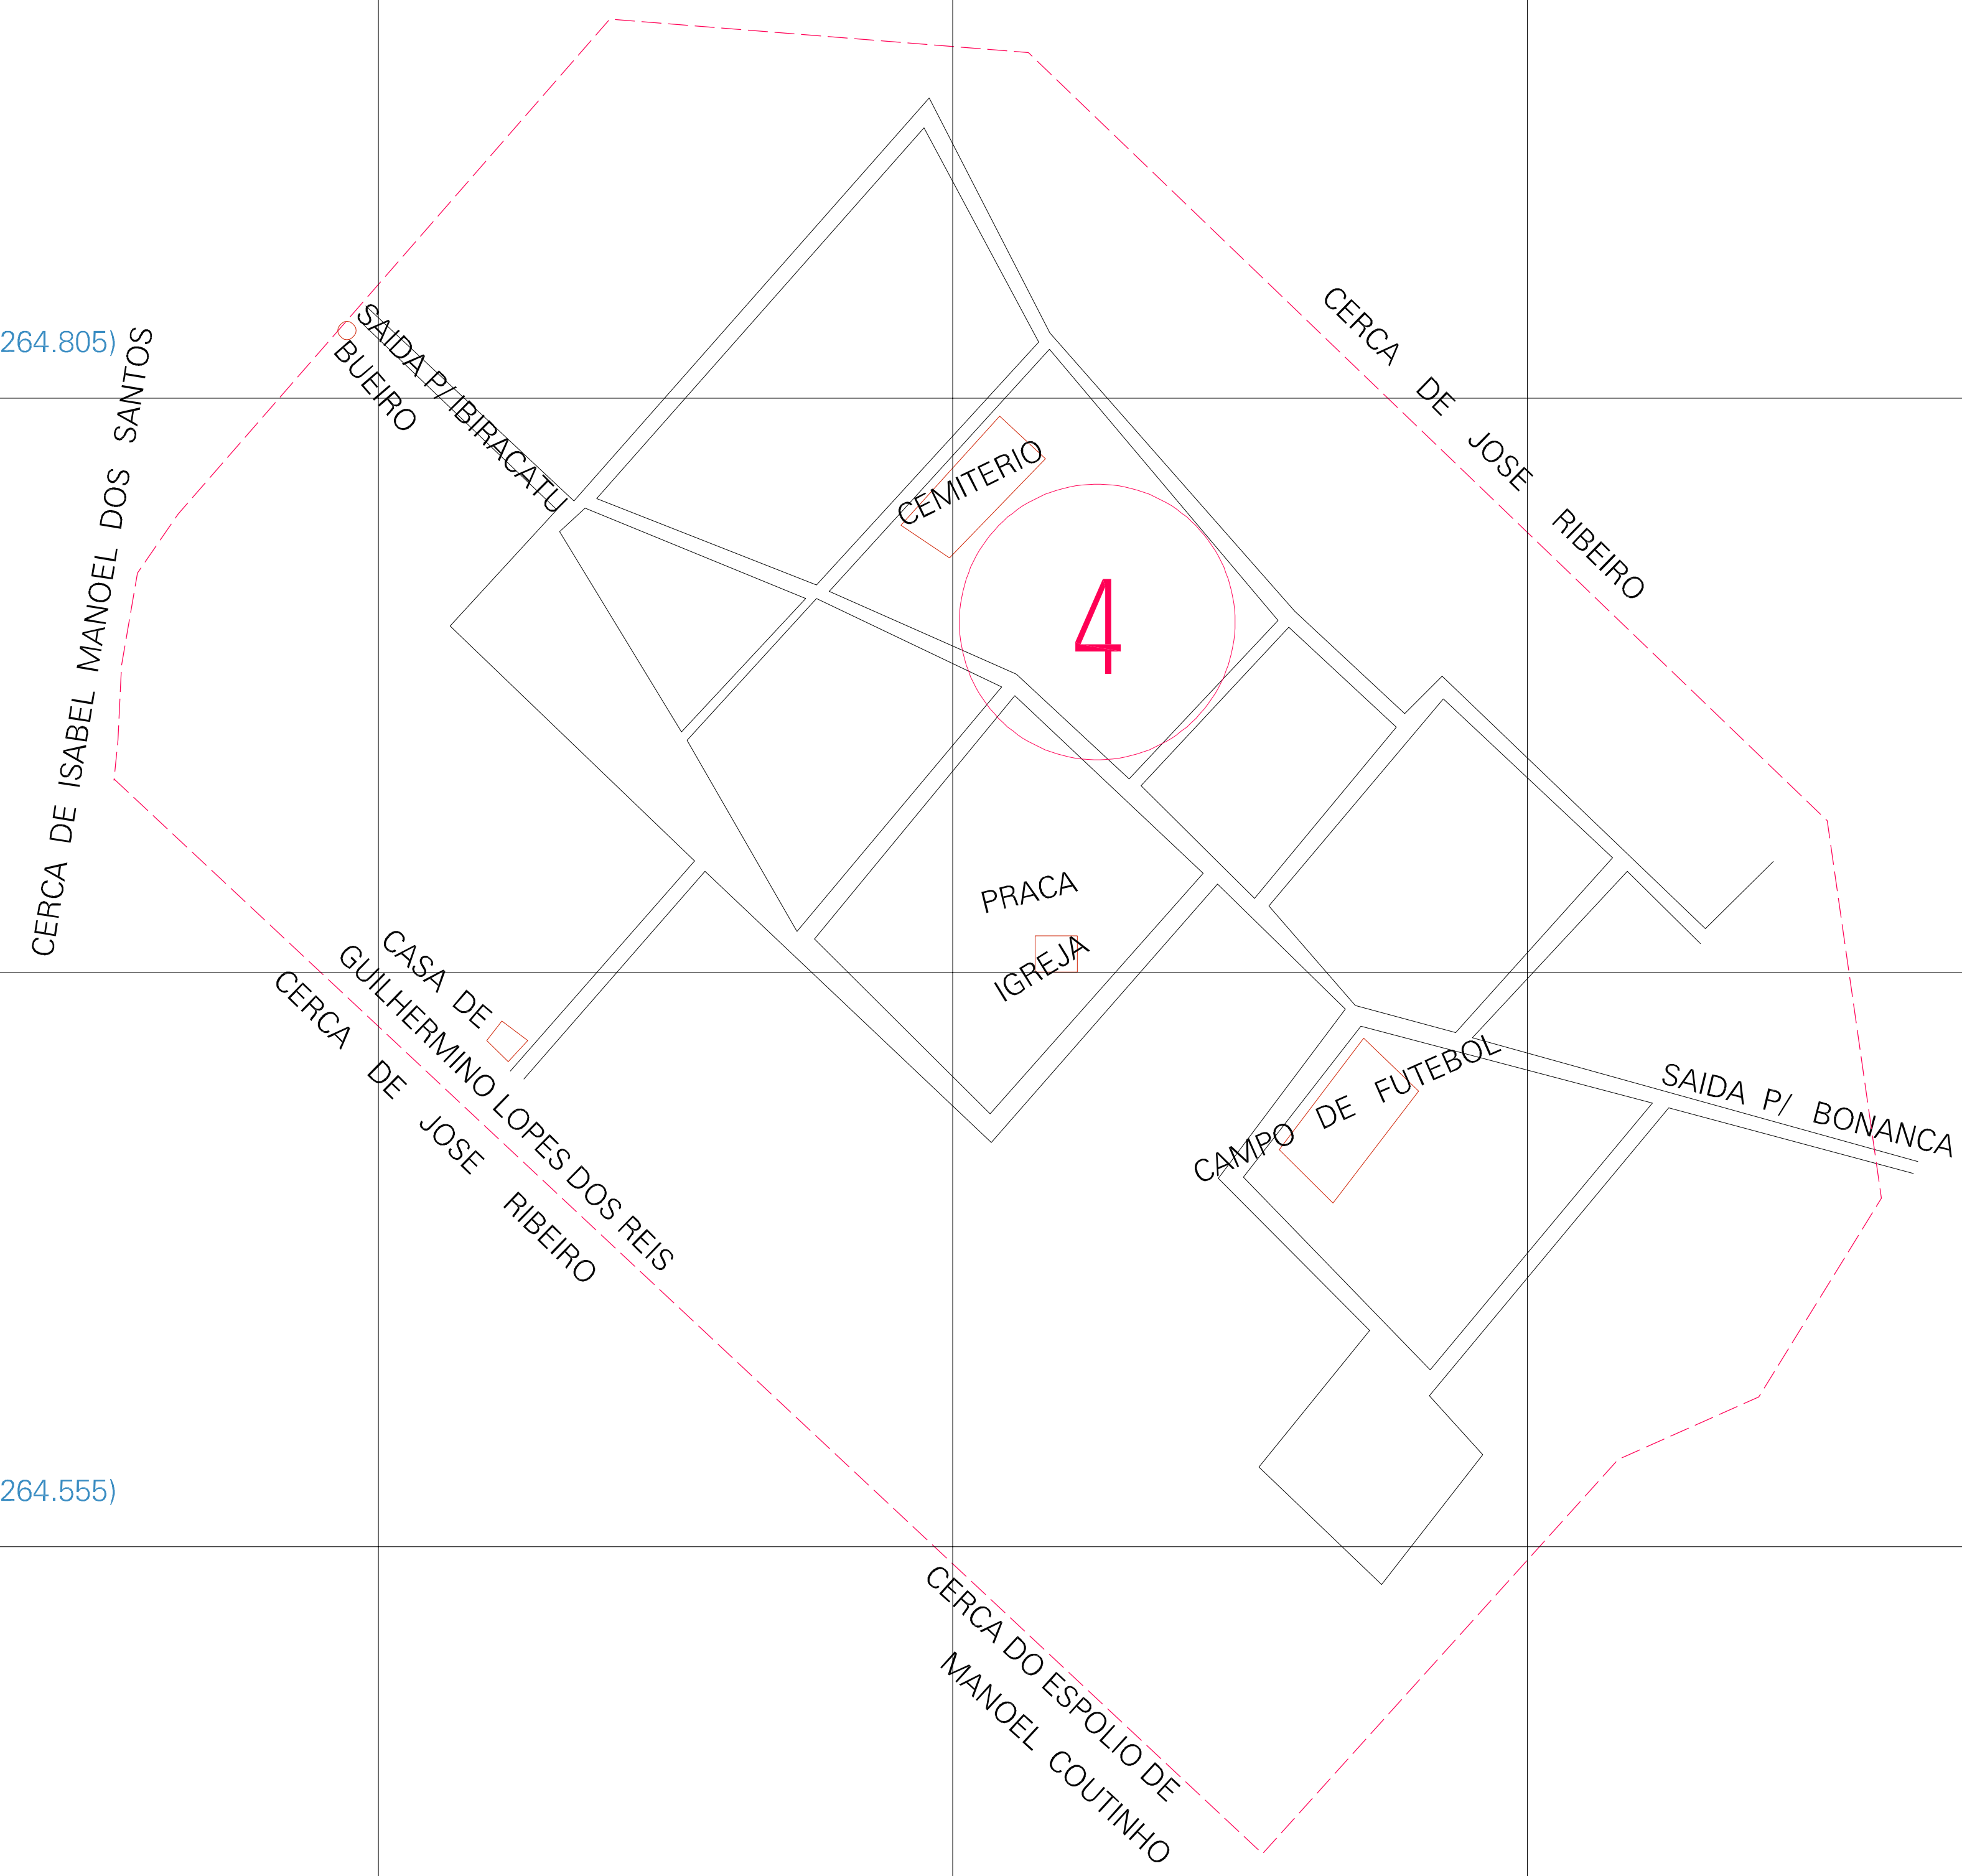 264.805)
SAIDA P/ IBIRACATU
BUEIRO
CERCA DE ISABEL MANOEL DOS SANTOS
CERCA DE JOSE RIBEIRO
CEMITERIO
4
PRACA
IGREJA
CASA DE
GUILHERMINO LOPES DOS REIS
CERCA DE JOSE RIBEIRO
CAMPO DE FUTEBOL
SAIDA P/ BONANCA
264.555)
CERCA DO ESPOLIO DE
MANOEL COUTINHO